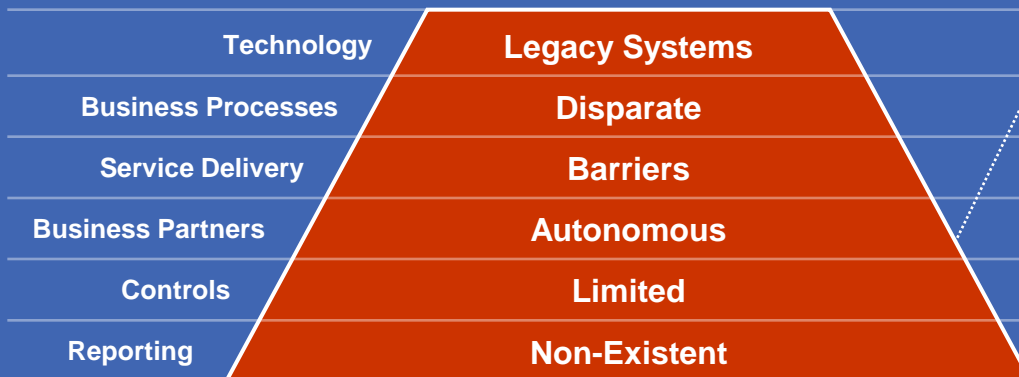 Technology Legacy Systems
Business Processes Disparate
Service Delivery Barriers
Business Partners Autonomous
Controls Limited
Reporting Non-Existent